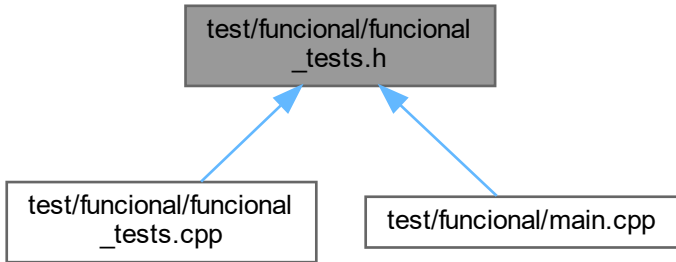 test/funcional/funcional
_tests.h
test/funcional/funcional
_tests.cpp
test/funcional/main.cpp